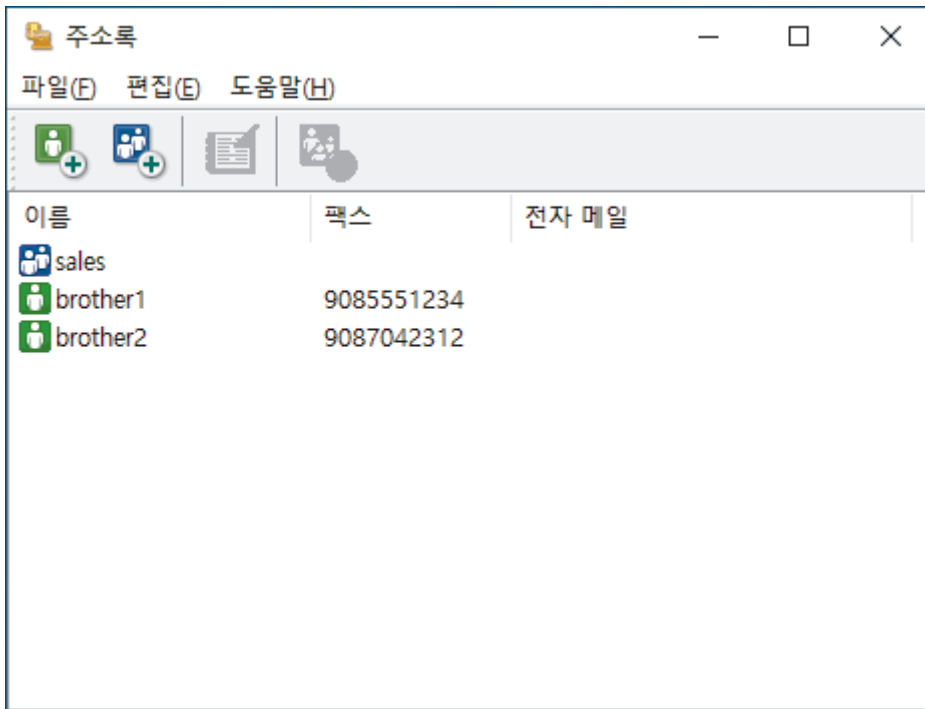 주소록
파일(F) 편집(E) 도움말(H)
이름 팩스 전자 메일
sales
brother1 9085551234
brother2 9087042312